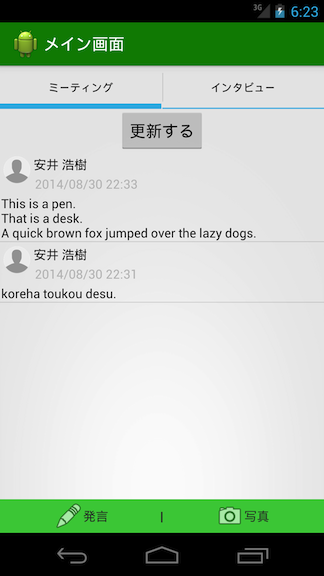 3G 6:23
メイン画面
ミーティング
インタビュー
更新する
安井 浩樹
2014/08/30 22:33
This is a pen.
That is a desk.
A quick brown fox jumped over the lazy dogs.
安井 浩樹
2014/08/30 22:31
koreha toukou desu.
発言 | 写真